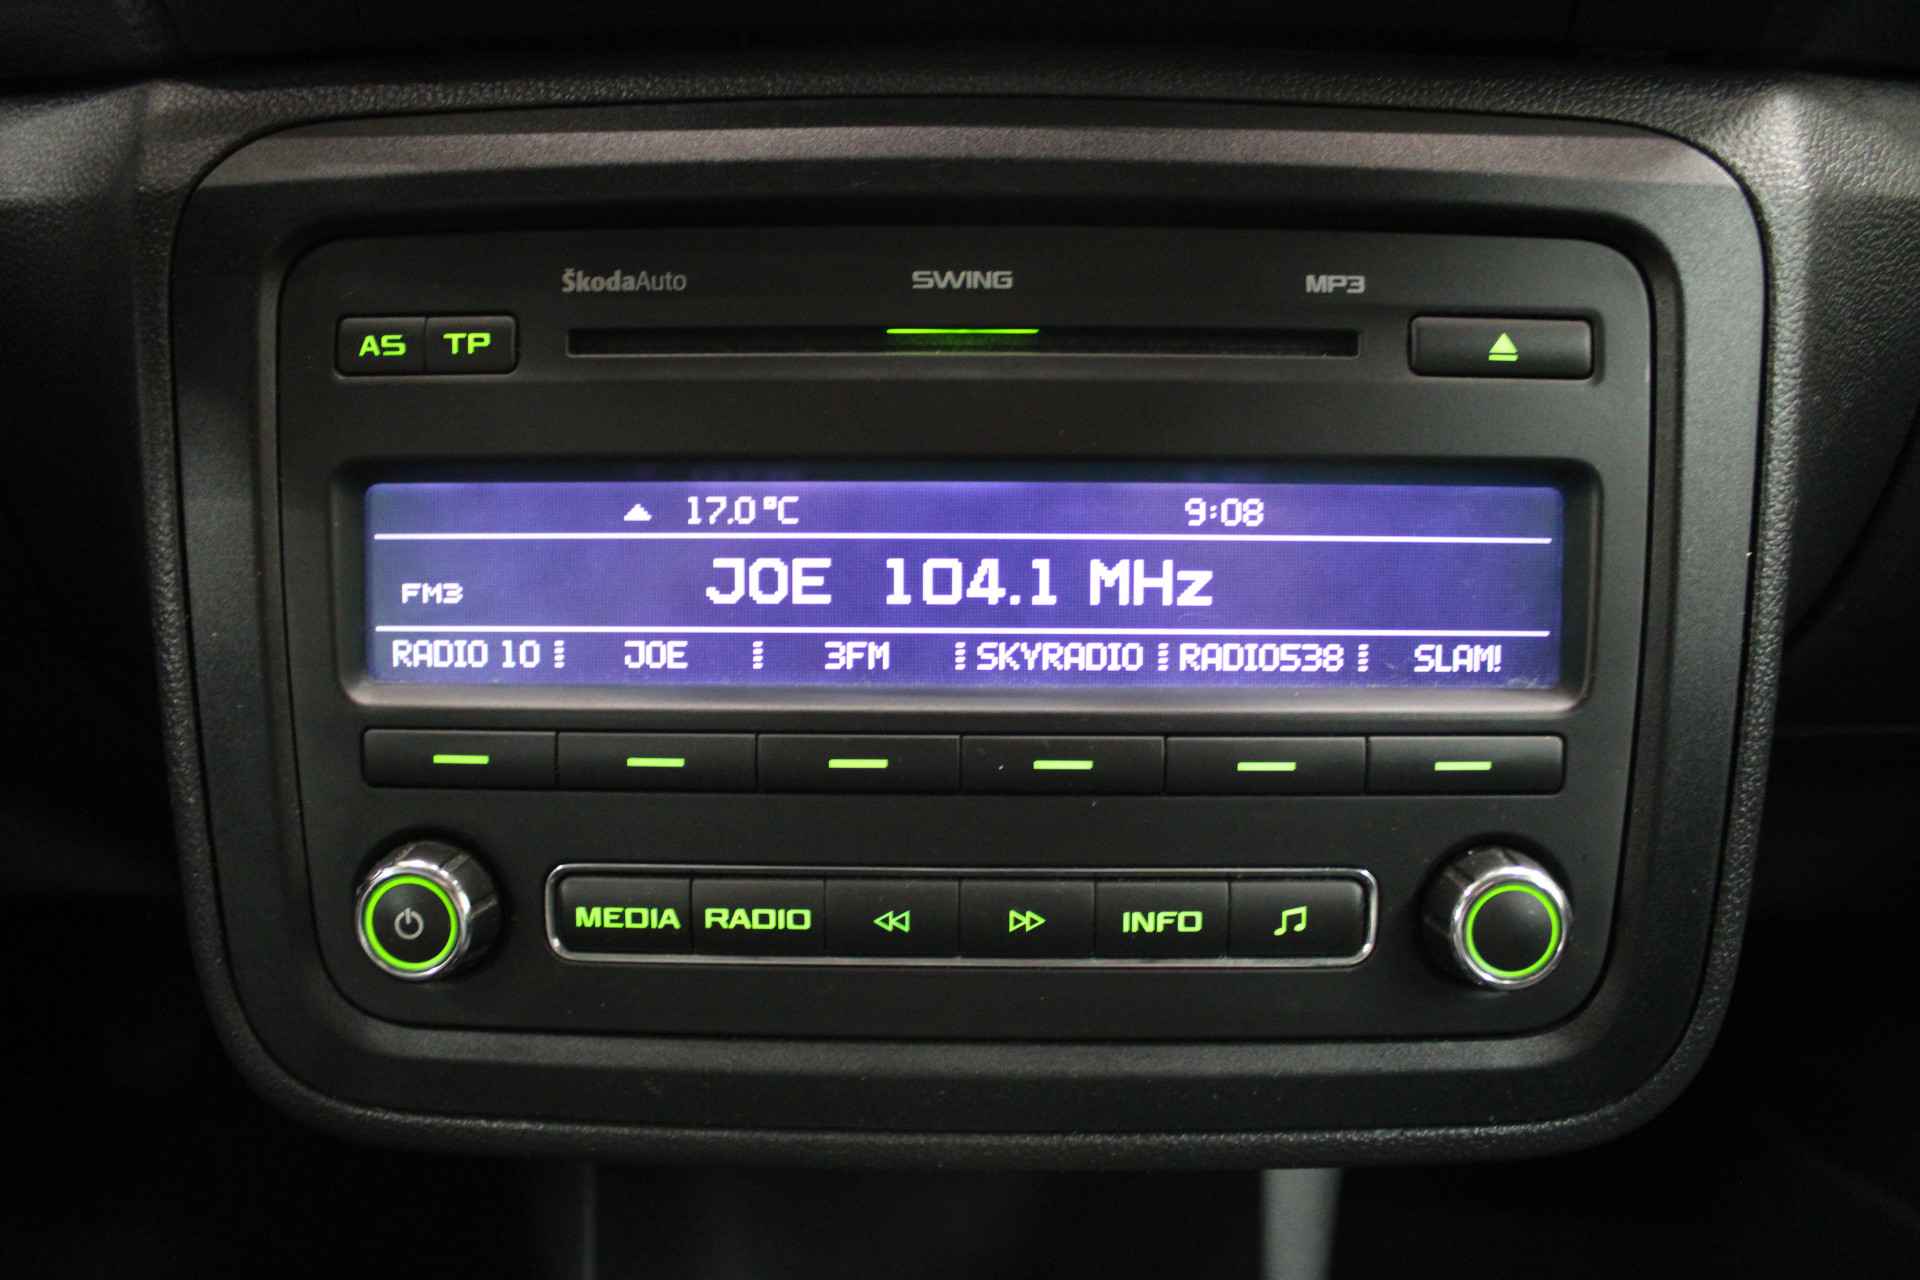 ŠkodaAuto SWING MP3
AS TP
17.0°C 9:08
FM3 JOE 104.1 MHz
RADIO 10 JOE 3FM SKYRADIO RADIO538 SLAM!
MEDIA RADIO INFO